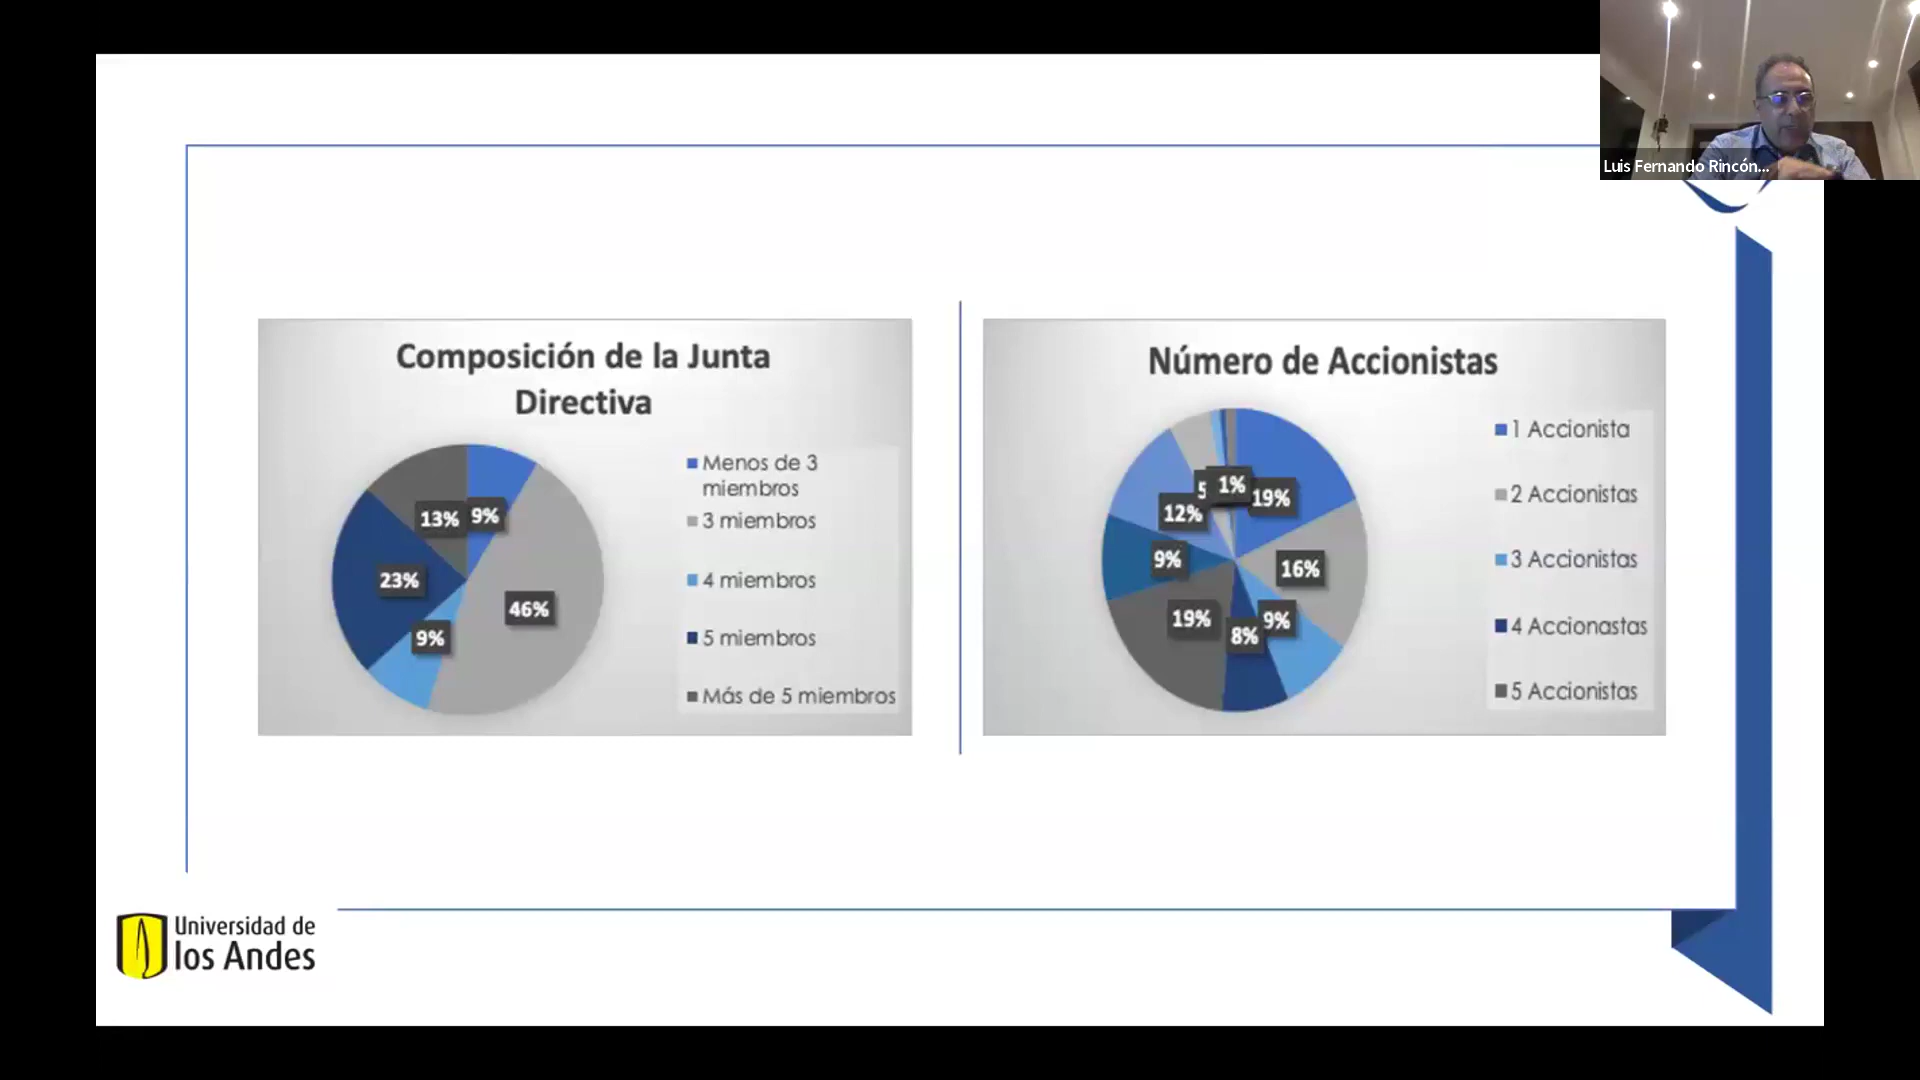 Luis Fernando Rincón...
Composición de la Junta
Directiva
13%
9%
23%
46%
9%
Menos de 3
miembros
3 miembros
4 miembros
5 miembros
Más de 5 miembros
Número de Accionistas
5
1%
19%
12%
9%
16%
19%
9%
8%
1 Accionista
2 Accionistas
3 Accionistas
4 Accionastas
5 Accionistas
Universidad de
los Andes